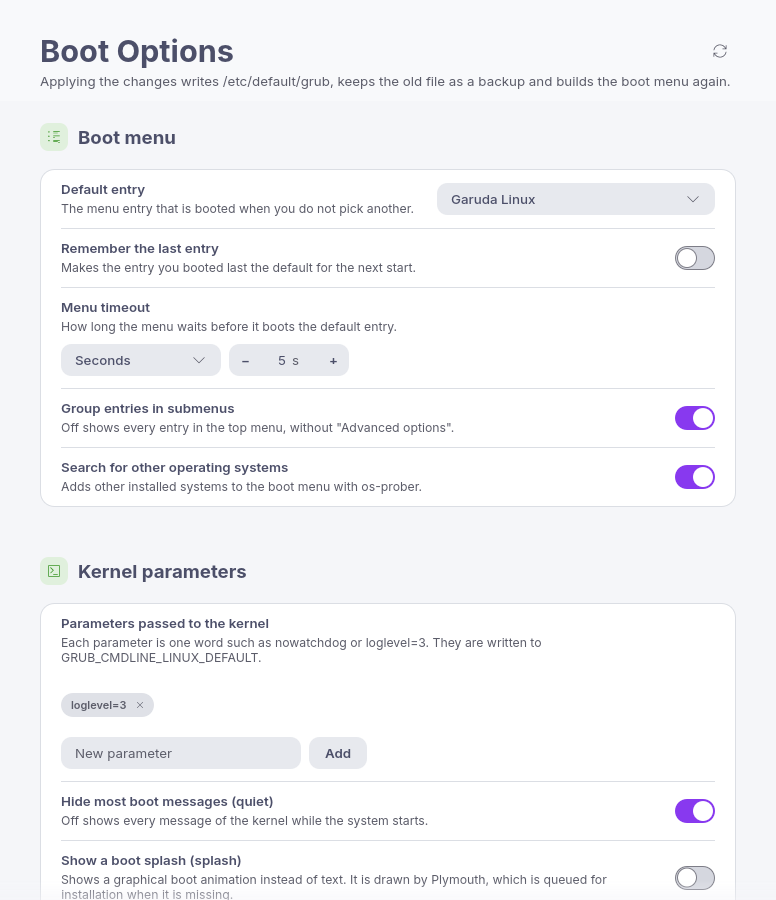 Boot Options
Applying the changes writes /etc/default/grub, keeps the old file as a backup and builds the boot menu again.
Boot menu
Default entry
The menu entry that is booted when you do not pick another.
Garuda Linux
Remember the last entry
Makes the entry you booted last the default for the next start.
Menu timeout
How long the menu waits before it boots the default entry.
Seconds
– 5 s +
Group entries in submenus
Off shows every entry in the top menu, without "Advanced options".
Search for other operating systems
Adds other installed systems to the boot menu with os-prober.
Kernel parameters
Parameters passed to the kernel
Each parameter is one word such as nowatchdog or loglevel=3. They are written to
GRUB_CMDLINE_LINUX_DEFAULT.
loglevel=3 ×
New parameter
Add
Hide most boot messages (quiet)
Off shows every message of the kernel while the system starts.
Show a boot splash (splash)
Shows a graphical boot animation instead of text. It is drawn by Plymouth, which is queued for
installation when it is missing.